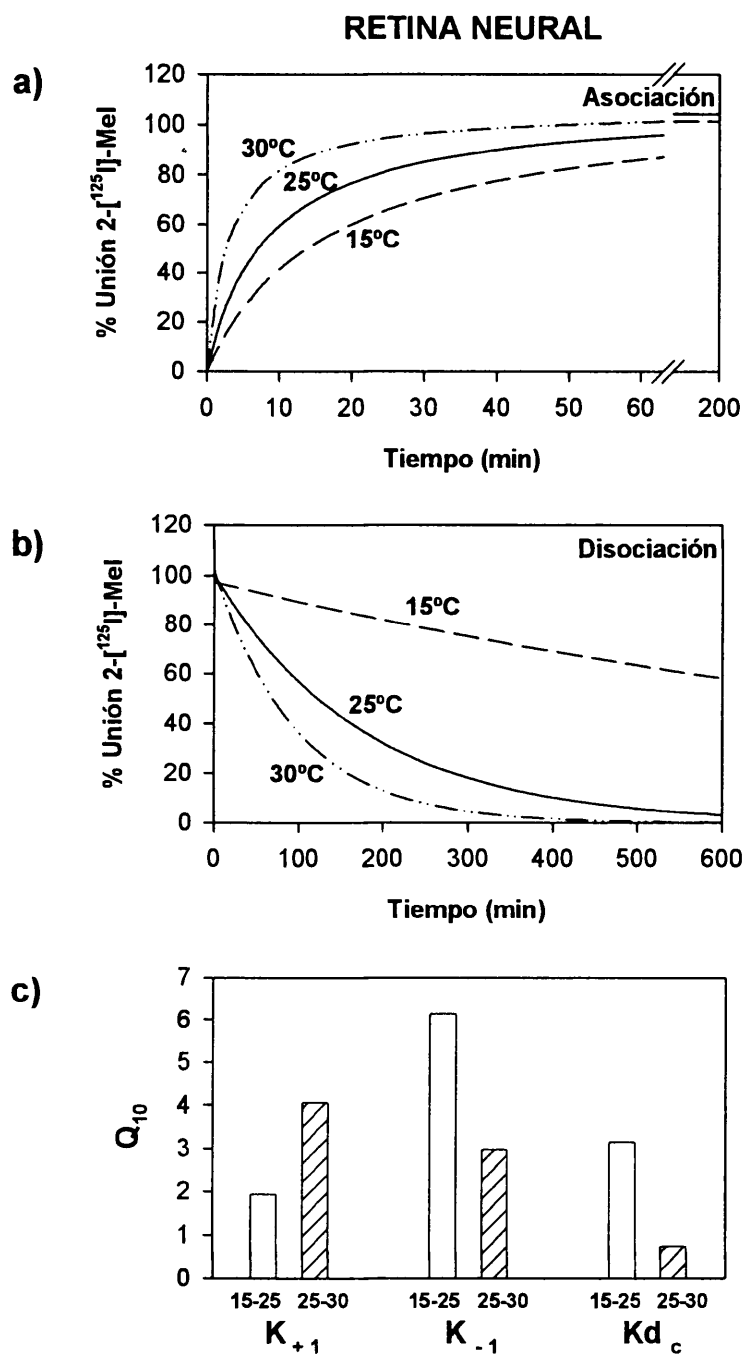 RETINA NEURAL
a)
120
100
80
60
40
20
0
% Unión 2-[¹²⁵I]-Mel
Asociación
30ºC
25ºC
15ºC
0 10 20 30 40 50 60 200
Tiempo (min)
b)
120
100
80
60
40
20
0
% Unión 2-[¹²⁵I]-Mel
Disociación
15ºC
25ºC
30ºC
0 100 200 300 400 500 600
Tiempo (min)
c)
7
6
5
4
3
2
1
0
Q₁₀
15-25 25-30 15-25 25-30 15-25 25-30
K₊₁ K₋₁ Kd c